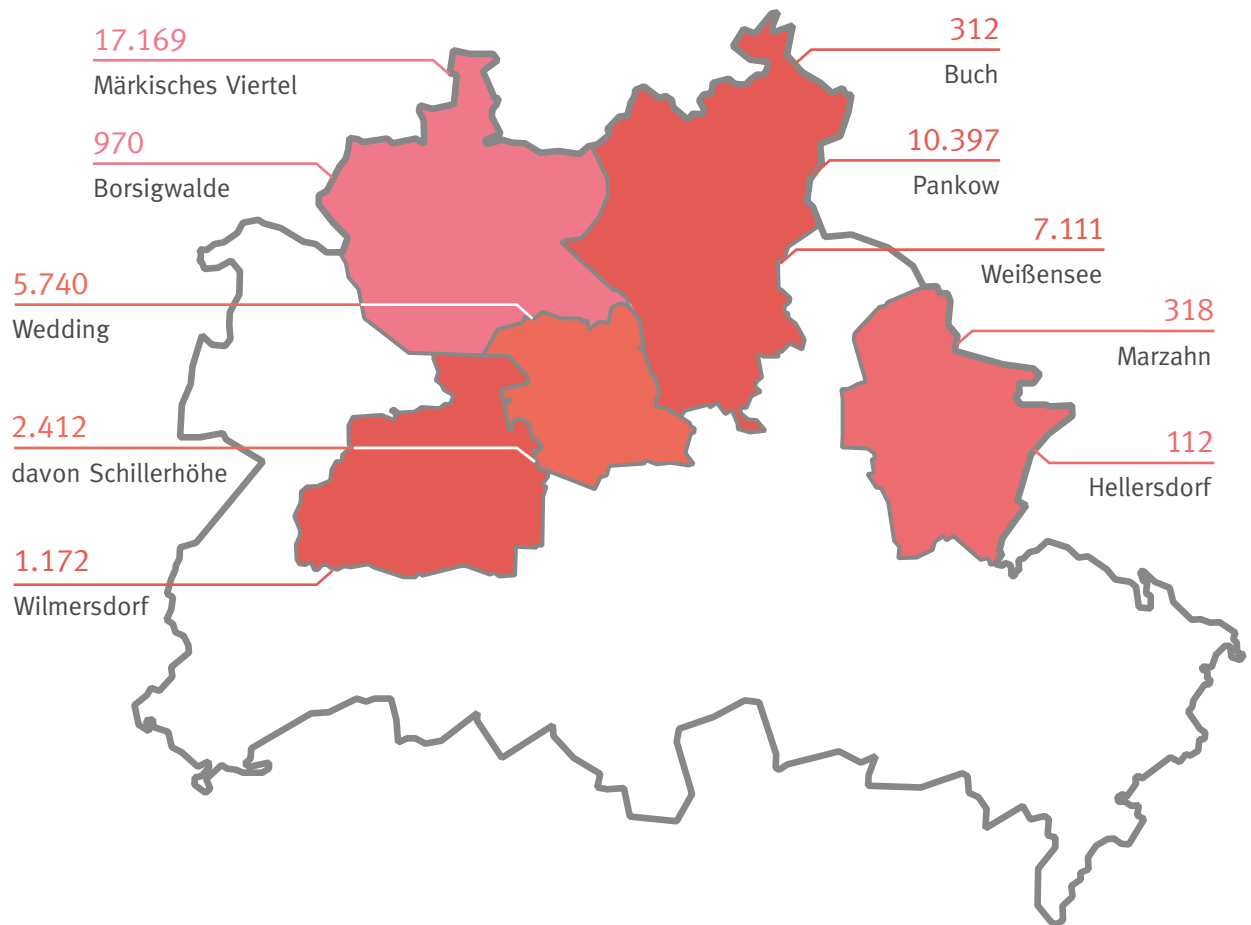 17.169
Märkisches Viertel
970
Borsigwalde
5.740
Wedding
2.412
davon Schillerhöhe
1.172
Wilmersdorf
312
Buch
10.397
Pankow
7.111
Weißensee
318
Marzahn
112
Hellersdorf